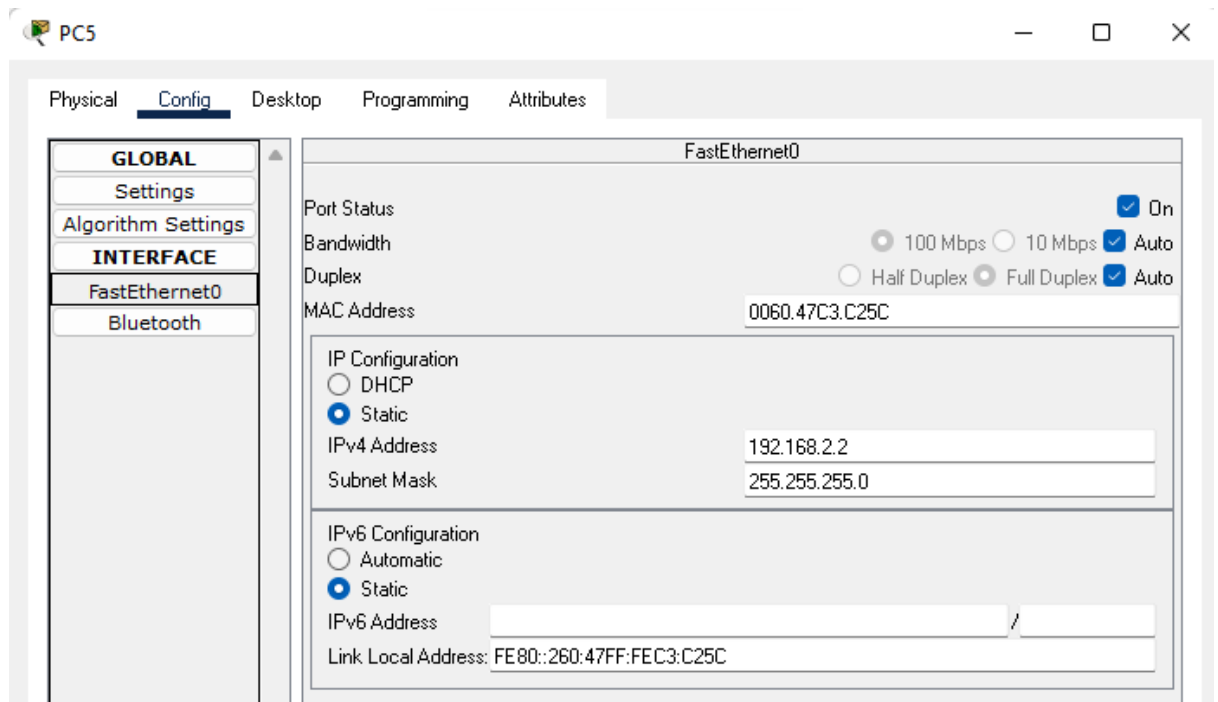 PC5
Physical Config Desktop Programming Attributes
GLOBAL
Settings
Algorithm Settings
INTERFACE
FastEthernet0
Bluetooth
FastEthernet0
Port Status On
Bandwidth 100 Mbps 10 Mbps Auto
Duplex Half Duplex Full Duplex Auto
MAC Address 0060.47C3.C25C
IP Configuration
DHCP
Static
IPv4 Address 192.168.2.2
Subnet Mask 255.255.255.0
IPv6 Configuration
Automatic
Static
IPv6 Address /
Link Local Address: FE80::260:47FF:FEC3:C25C